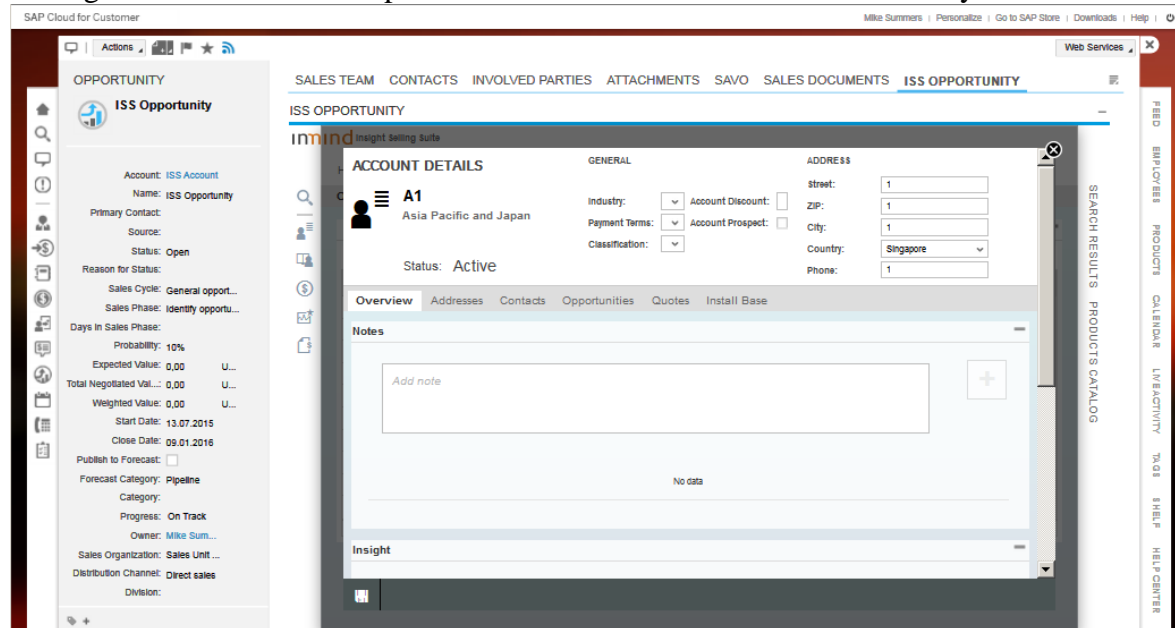 SAP Cloud for Customer
Mike Summers | Personalize | Go to SAP Store | Downloads | Help |
Actions
Web Services
OPPORTUNITY
ISS Opportunity
Account: ISS Account
Name: ISS Opportunity
Primary Contact:
Source:
Status: Open
Reason for Status:
Sales Cycle: General opport...
Sales Phase: Identify opportu...
Days In Sales Phase:
Probability: 10%
Expected Value: 0,00 U...
Total Negotiated Val...: 0,00 U...
Weighted Value: 0,00 U...
Start Date: 13.07.2015
Close Date: 09.01.2016
Publish to Forecast:
Forecast Category: Pipeline
Category:
Progress: On Track
Owner: Mike Sum...
Sales Organization: Sales Unit ...
Distribution Channel: Direct sales
Division:
SALES TEAM CONTACTS INVOLVED PARTIES ATTACHMENTS SAVO SALES DOCUMENTS ISS OPPORTUNITY
ISS OPPORTUNITY
inmind Insight Selling Suite
ACCOUNT DETAILS
A1
Asia Pacific and Japan
Status: Active
GENERAL
Industry: Account Discount:
Payment Terms: Account Prospect:
Classification:
ADDRESS
Street: 1
ZIP: 1
City: 1
Country: Singapore
Phone: 1
Overview Addresses Contacts Opportunities Quotes Install Base
Notes
Add note
No data
Insight
SEARCH RESULTS
PRODUCTS CATALOG
FEED
EMPLOYEES
PRODUCTS
CALENDAR
LIVE ACTIVITY
TAGS
SHELF
HELP CENTER